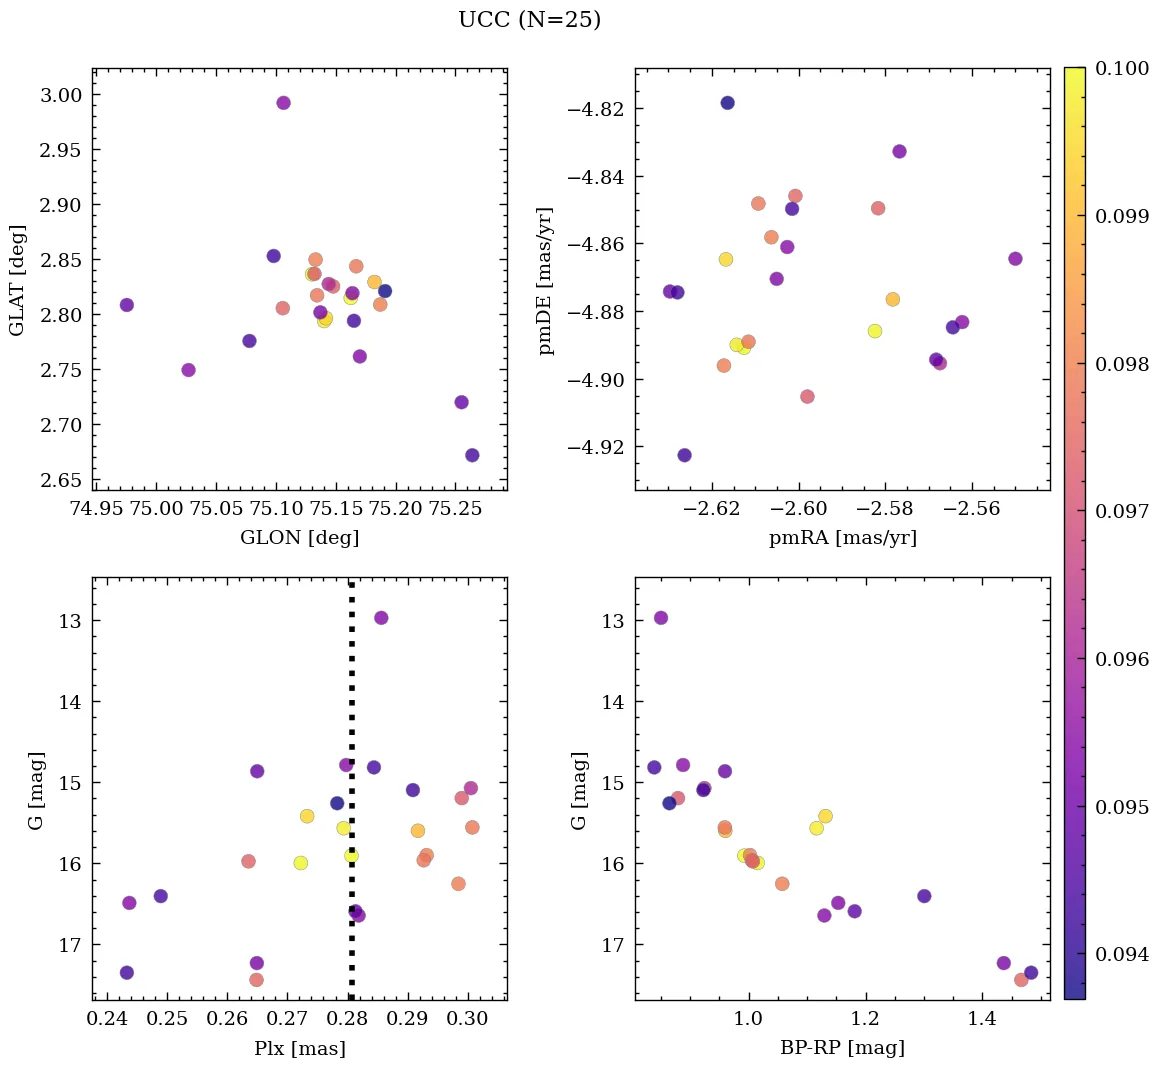 UCC (N=25)
3.00
2.95
2.90
2.85
2.80
2.75
2.70
2.65
GLAT [deg]
74.95 75.00 75.05 75.10 75.15 75.20 75.25
GLON [deg]
−4.82
−4.84
−4.86
−4.88
−4.90
−4.92
pmDE [mas/yr]
−2.62 −2.60 −2.58 −2.56
pmRA [mas/yr]
13
14
15
16
17
G [mag]
0.24 0.25 0.26 0.27 0.28 0.29 0.30
Plx [mas]
13
14
15
16
17
G [mag]
1.0 1.2 1.4
BP-RP [mag]
0.100
0.099
0.098
0.097
0.096
0.095
0.094